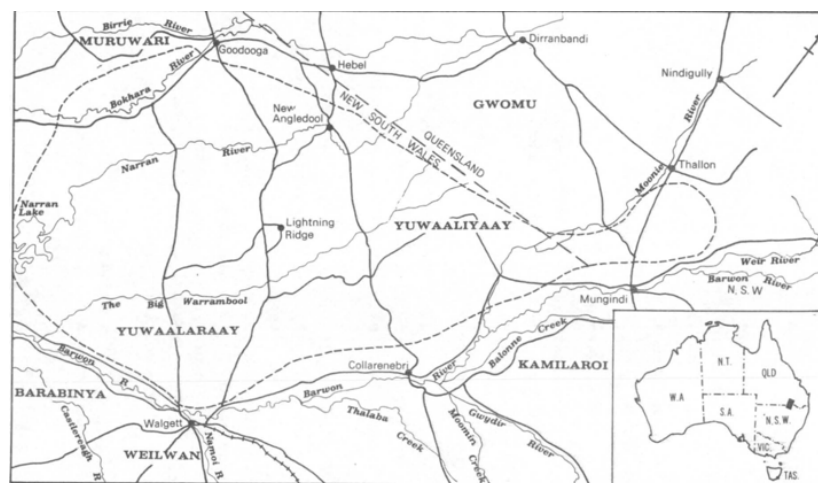 Birrie
River
MURUWARI
Goodooga
River
Bokhara
Hebel
Dirranbandi
Nindigully
GWOMU
New
Angledool
NEW SOUTH WALES
QUEENSLAND
River
Moonie
Thallon
Narran
River
Narran
Lake
Lightning
Ridge
YUWAALIYAAY
Weir River
Barwon
River
N.S.W
Mungindi
The Big Warrambool
YUWAALARAAY
Barwon
R.
Collarenebri
River
Balonne Creek
KAMILAROI
BARABINYA
Barwon
Thalaba
Creek
Moomin
Creek
Gwydir
River
Castlereagh
R.
Walgett
WEILWAN
Namoi R
N.T.
QLD
W.A
S.A.
N.S.W.
VIC.
TAS.